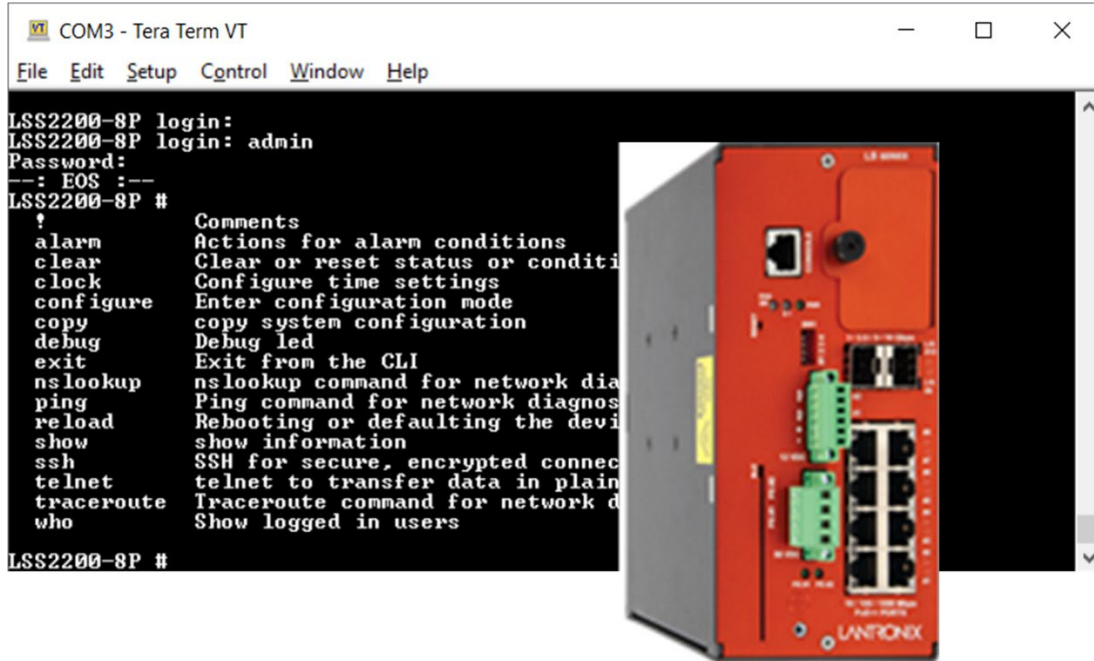 COM3 - Tera Term VT
File Edit Setup Control Window Help
LSS2200-8P login:
LSS2200-8P login: admin
Password:
--: EOS :--
LSS2200-8P #
! Comments
alarm Actions for alarm conditions
clear Clear or reset status or conditi
clock Configure time settings
configure Enter configuration mode
copy copy system configuration
debug Debug led
exit Exit from the CLI
nslookup nslookup command for network dia
ping Ping command for network diagnos
reload Rebooting or defaulting the devi
show show information
ssh SSH for secure, encrypted connec
telnet telnet to transfer data in plain
traceroute Traceroute command for network d
who Show logged in users
LSS2200-8P #
CONSOLE
RESET
LANTRONIX